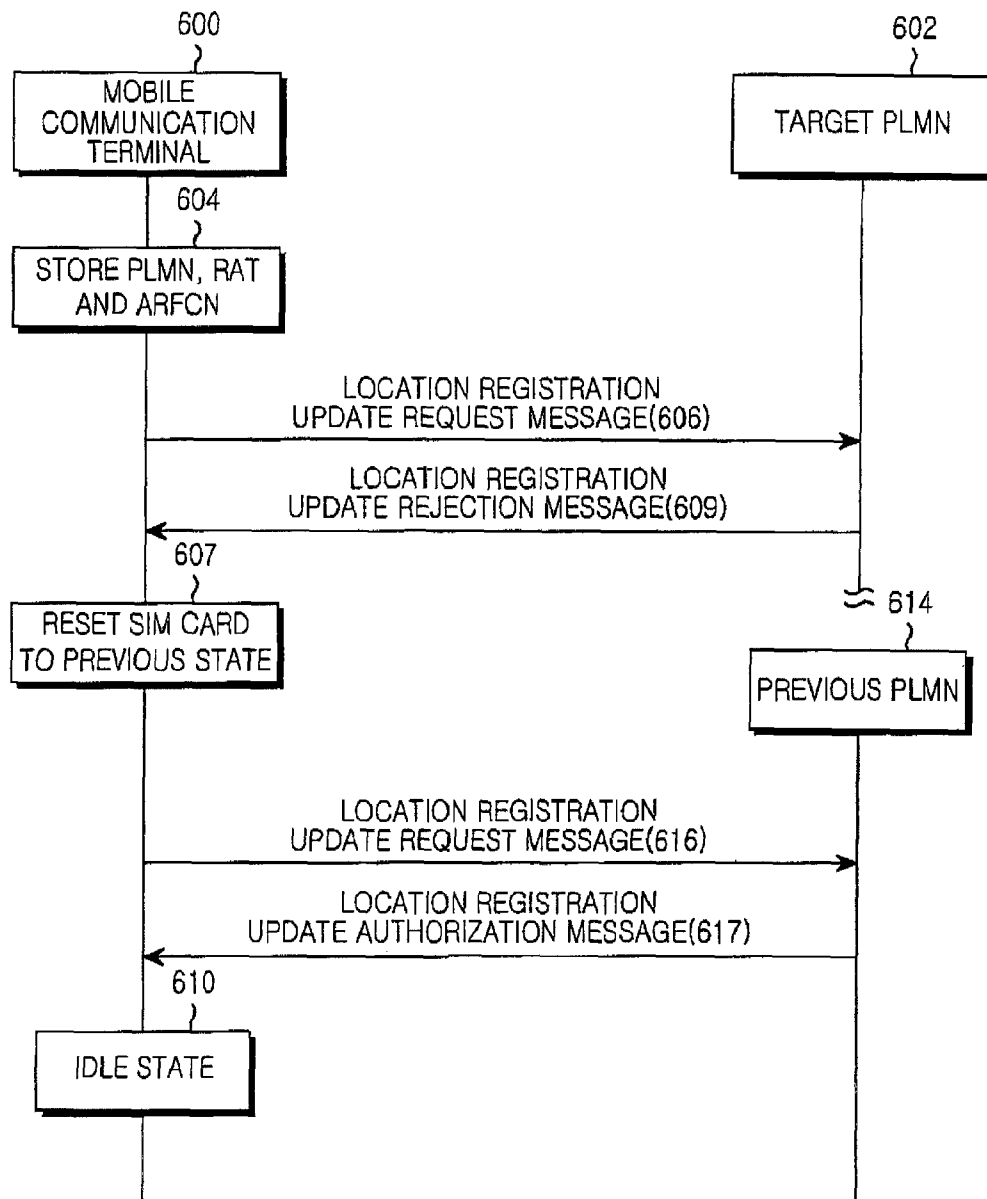 600
602
MOBILE
COMMUNICATION
TERMINAL
TARGET PLMN
604
STORE PLMN, RAT
AND ARFCN
LOCATION REGISTRATION
UPDATE REQUEST MESSAGE(606)
LOCATION REGISTRATION
UPDATE REJECTION MESSAGE(609)
607
RESET SIM CARD
TO PREVIOUS STATE
614
PREVIOUS PLMN
LOCATION REGISTRATION
UPDATE REQUEST MESSAGE(616)
LOCATION REGISTRATION
UPDATE AUTHORIZATION MESSAGE(617)
610
IDLE STATE